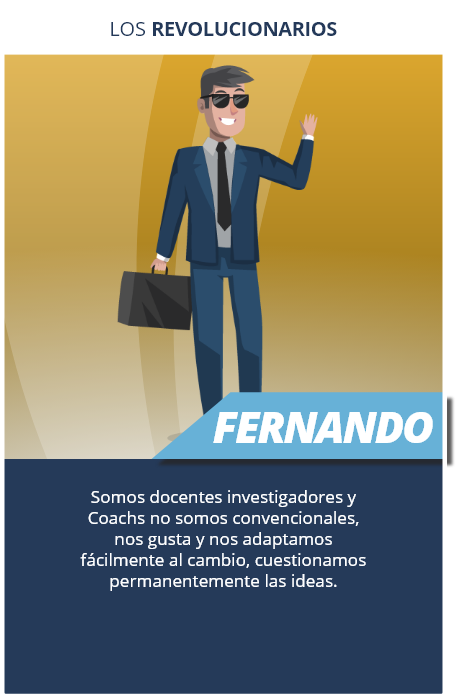 LOS REVOLUCIONARIOS
FERNANDO
Somos docentes investigadores y
Coachs no somos convencionales,
nos gusta y nos adaptamos
fácilmente al cambio, cuestionamos
permanentemente las ideas.